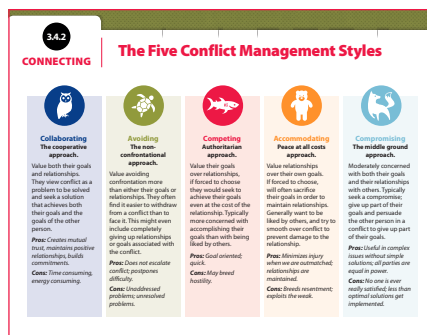 3.4.2
CONNECTING
The Five Conflict Management Styles
Collaborating
The cooperative
approach.
Value both their goals
and relationships.
They view conflict as a
problem to be solved
and seek a solution
that achieves both
their goals and the
goals of the other
person.
Pros: Creates mutual
trust, maintains positive
relationships, builds
commitments.
Cons: Time consuming,
energy consuming.
Avoiding
The non-
confrontational
approach.
Value avoiding
confrontation more
than either their goals or
relationships. They often
find it easier to withdraw
from a conflict than to
face it. This might even
include completely
giving up relationships
or goals associated with
the conflict.
Pros: Does not escalate
conflict; postpones
difficulty.
Cons: Unaddressed
problems; unresolved
problems.
Competing
Authoritarian
approach.
Value their goals
over relationships,
if forced to choose
they would seek to
achieve their goals
even at the cost of the
relationship. Typically
more concerned with
accomplishing their
goals than with being
liked by others.
Pros: Goal oriented;
quick.
Cons: May breed
hostility.
Accommodating
Peace at all costs
approach.
Value relationships
over their own goals.
If forced to choose,
will often sacrifice
their goals in order to
maintain relationships.
Generally want to be
liked by others, and try to
smooth over conflict to
prevent damage to the
relationship.
Pros: Minimizes injury
when we are outmatched;
relationships are
maintained.
Cons: Breeds resentment;
exploits the weak.
Compromising
The middle ground
approach.
Moderately concerned
with both their goals and
their relationships
with others. Typically
seek a compromise;
give up part of their
goals and persuade
the other person in a
conflict to give up part
of their goals.
Pros: Useful in complex
issues without simple
solutions; all parties are
equal in power.
Cons: No one is ever
really satisfied; less than
optimal solutions get
implemented.